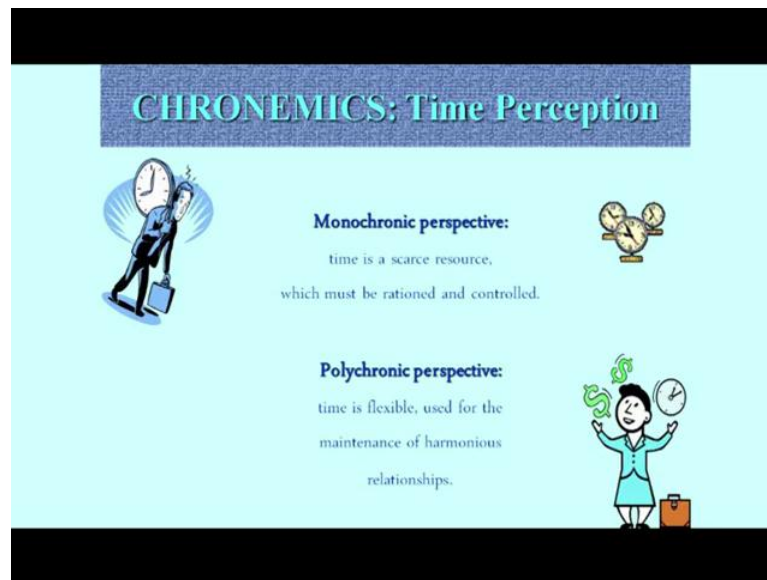 CHRONEMICS: Time Perception
Monochronic perspective:
time is a scarce resource,
which must be rationed and controlled.
Polychronic perspective:
time is flexible, used for the
maintenance of harmonious
relationships.